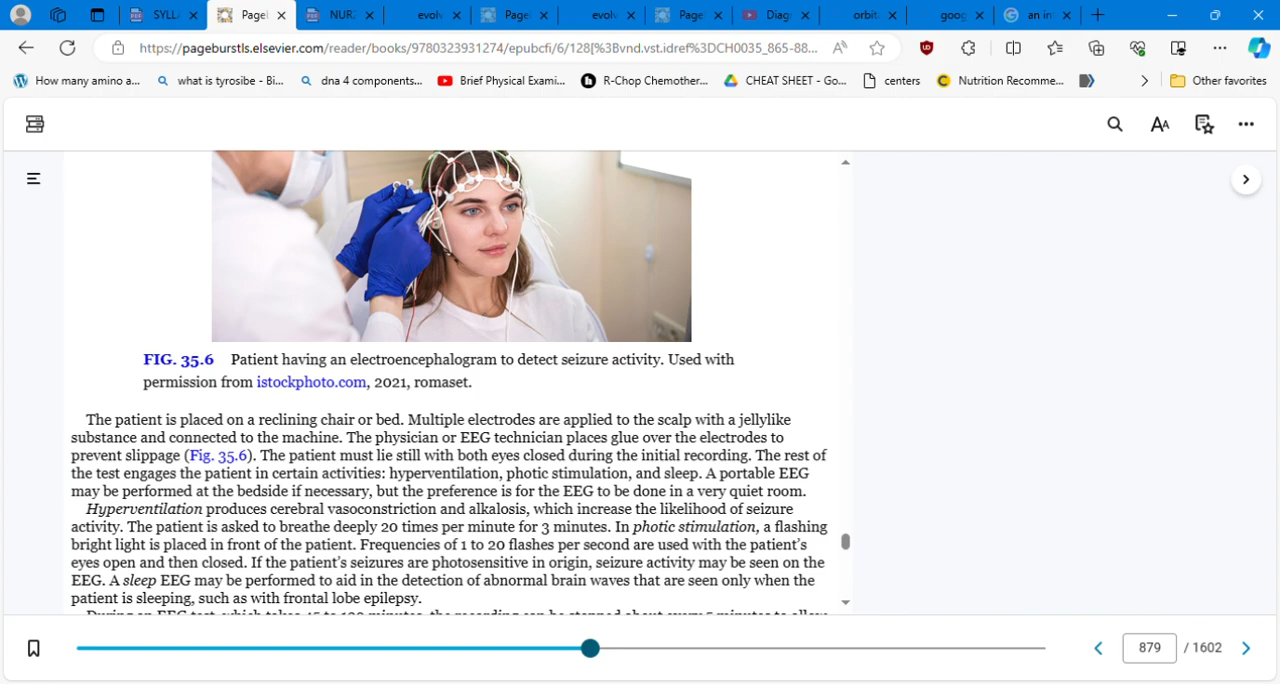 SYLL
Page
NUR
evolv
Page
evolv
Page
Diag
orbit
goog
an in
https://pageburstls.elsevier.com/reader/books/9780323931274/epubcfi/6/128[%3Bvnd.vst.idref%3DCH0035_865-88...
How many amino a...
what is tyrosibe - Bi...
dna 4 components...
Brief Physical Exami...
R-Chop Chemother...
CHEAT SHEET - Go...
centers
Nutrition Recomme...
Other favorites
FIG. 35.6 Patient having an electroencephalogram to detect seizure activity. Used with
permission from istockphoto.com, 2021, romaset.
The patient is placed on a reclining chair or bed. Multiple electrodes are applied to the scalp with a jellylike
substance and connected to the machine. The physician or EEG technician places glue over the electrodes to
prevent slippage (Fig. 35.6). The patient must lie still with both eyes closed during the initial recording. The rest of
the test engages the patient in certain activities: hyperventilation, photic stimulation, and sleep. A portable EEG
may be performed at the bedside if necessary, but the preference is for the EEG to be done in a very quiet room.
Hyperventilation produces cerebral vasoconstriction and alkalosis, which increase the likelihood of seizure
activity. The patient is asked to breathe deeply 20 times per minute for 3 minutes. In photic stimulation, a flashing
bright light is placed in front of the patient. Frequencies of 1 to 20 flashes per second are used with the patient's
eyes open and then closed. If the patient's seizures are photosensitive in origin, seizure activity may be seen on the
EEG. A sleep EEG may be performed to aid in the detection of abnormal brain waves that are seen only when the
patient is sleeping, such as with frontal lobe epilepsy.
879 / 1602